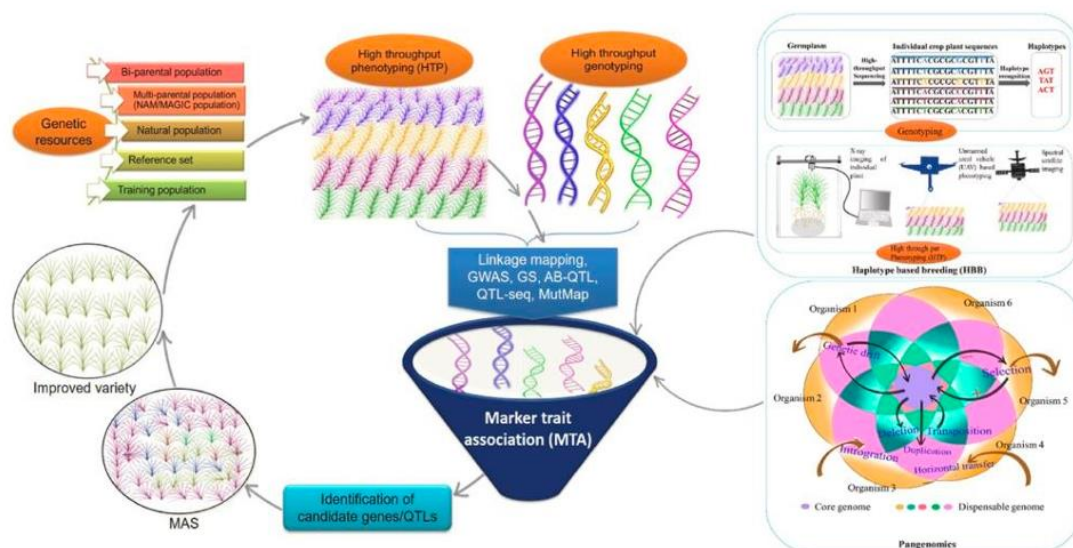 Genetic
resources
Bi-parental population
Multi-parental population
(NAM/MAGIC population)
Natural population
Reference set
Training population
High throughput
phenotyping (HTP)
High throughput
genotyping
Linkage mapping,
GWAS, GS, AB-QTL,
QTL-seq, MutMap
Marker trait
association (MTA)
Identification of
candidate genes/QTLs
MAS
Improved variety
Germplasm
Individual crop plant sequences
Haplotypes
High-
throughput
Sequencing
Haplotype
recognition
AGT
TAT
ACT
Genotyping
X-ray
imaging of
individual
plant
Unmanned
aerial vehicle
(UAV) based
phenotyping
Spectral
satellite
imaging
Haplotype based breeding (HBB)
Organism 1
Organism 6
Genetic drift
Selection
Organism 2
Organism 5
Deletion
Transposition
Duplication
Introgration
Horizontal transfer
Organism 4
Organism 3
Core genome
Dispensable genome
Pangenomics